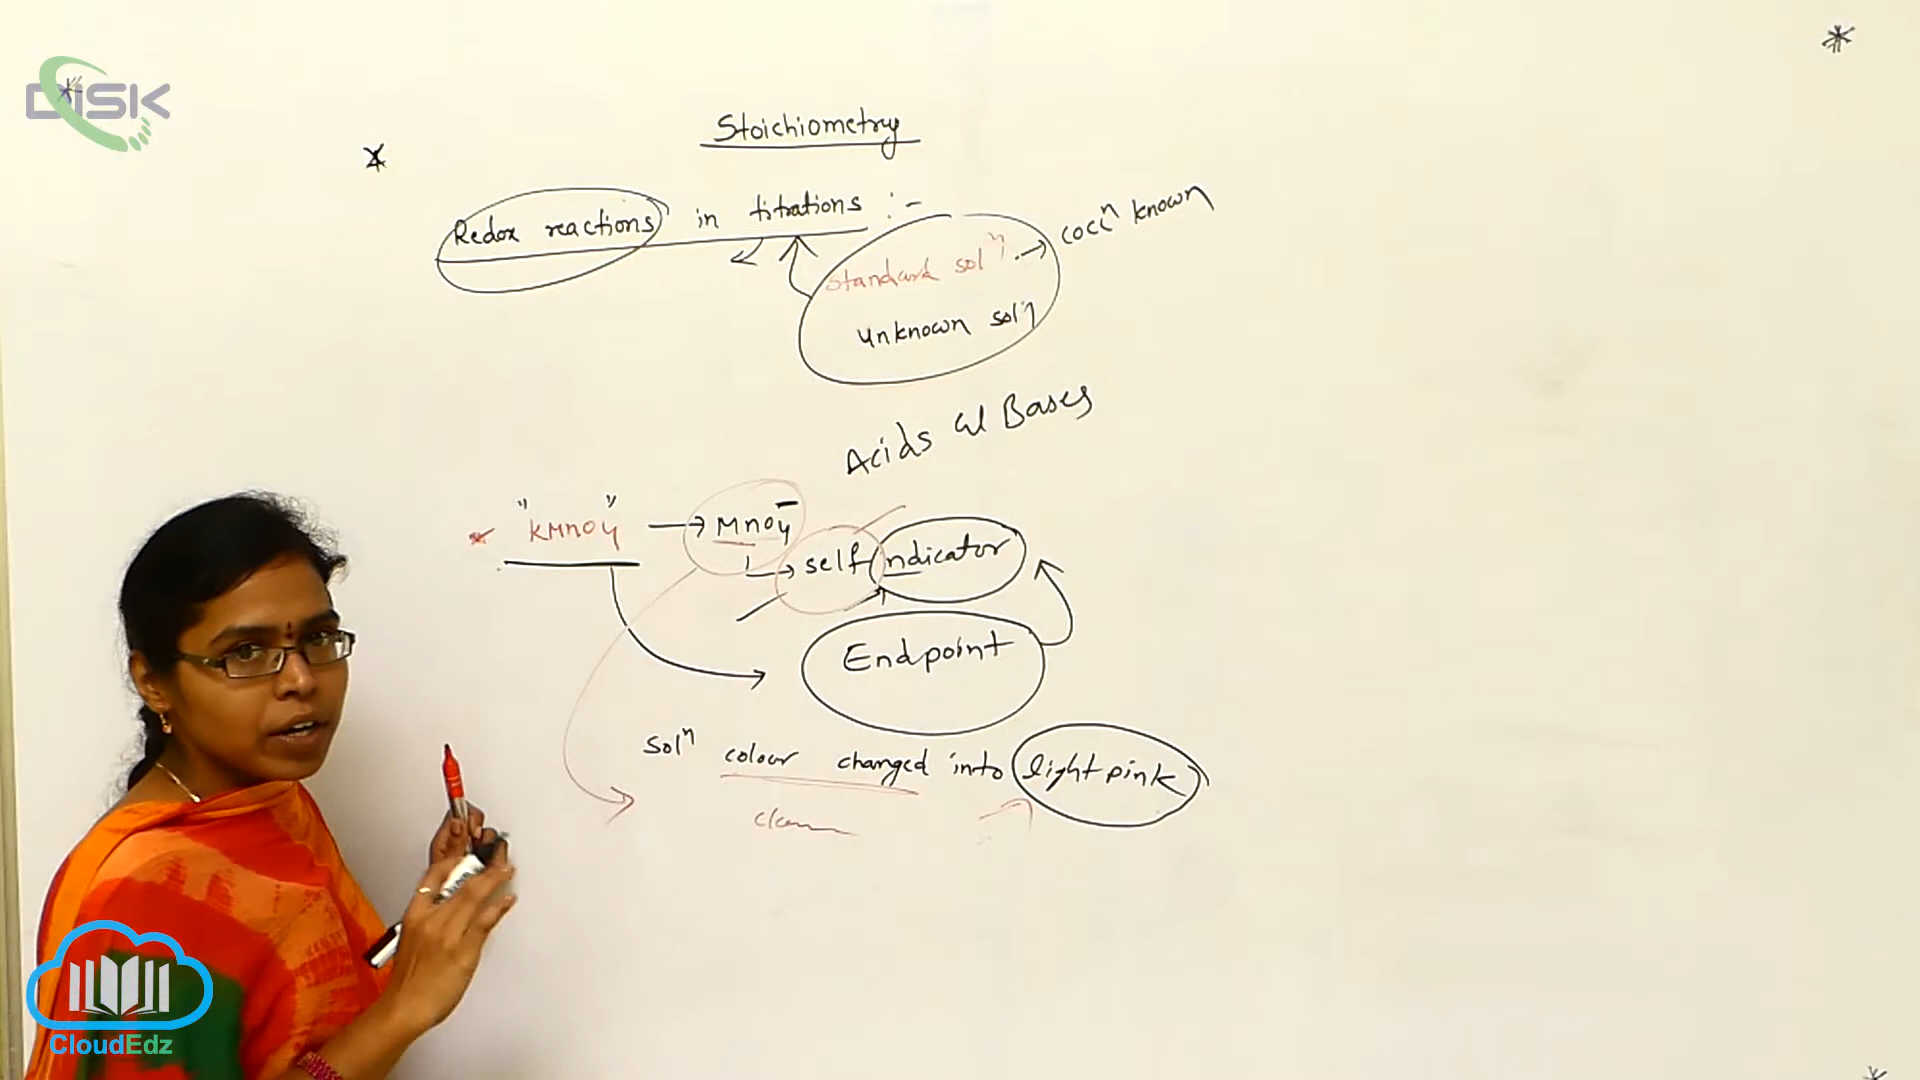 DiSK
Stoichiometry
Redox reactions in titrations :-
standard solⁿ. → cocⁿ known
unknown solⁿ
Acids & Bases
"KMnO4" → MnO4⁻
→ self indicator
Endpoint
solⁿ colour changed into light pink
CloudEdz